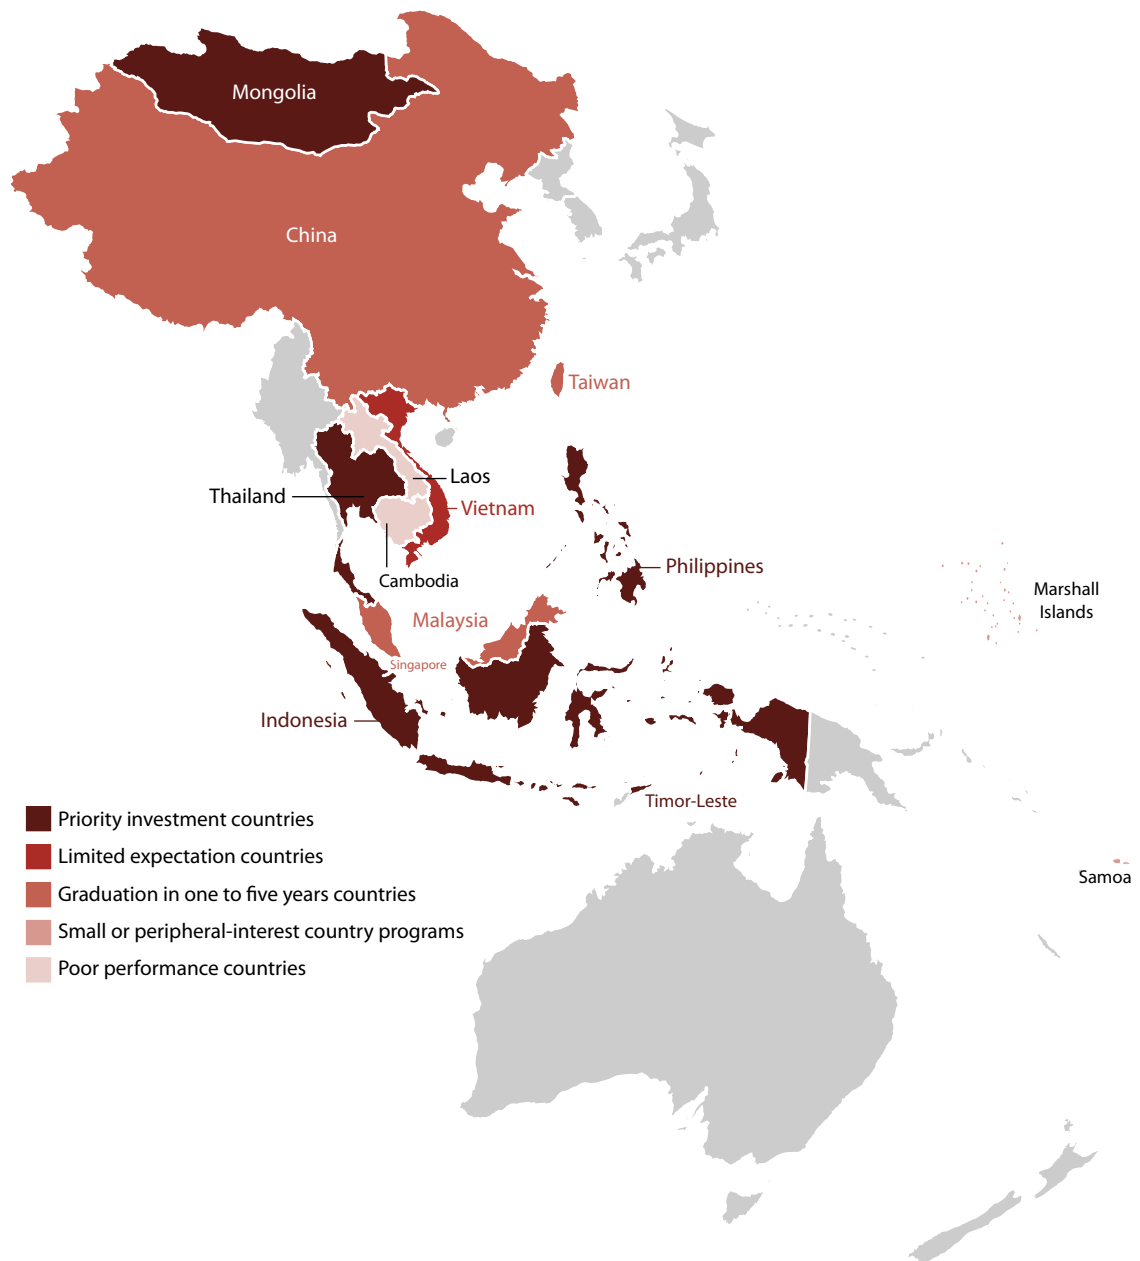 Mongolia
China
Taiwan
Laos
Thailand
Vietnam
Philippines
Cambodia
Marshall
Islands
Malaysia
Singapore
Indonesia
Timor-Leste
Priority investment countries
Limited expectation countries
Samoa
Graduation in one to five years countries
Small or peripheral-interest country programs
Poor performance countries